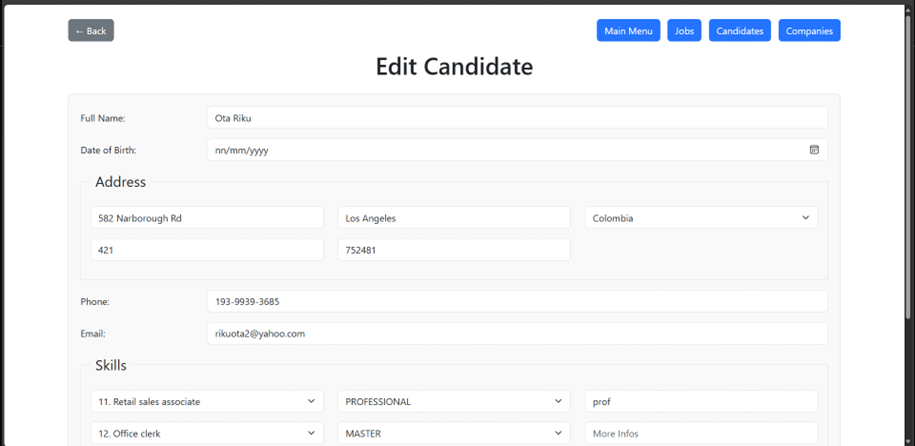 ← Back
Main Menu Jobs Candidates Companies
Edit Candidate
Full Name: Ota Riku
Date of Birth: nn/mm/yyyy
Address
582 Narborough Rd Los Angeles Colombia
421 752481
Phone: 193-9939-3685
Email: rikuota2@yahoo.com
Skills
11. Retail sales associate PROFESSIONAL prof
12. Office clerk MASTER More Infos